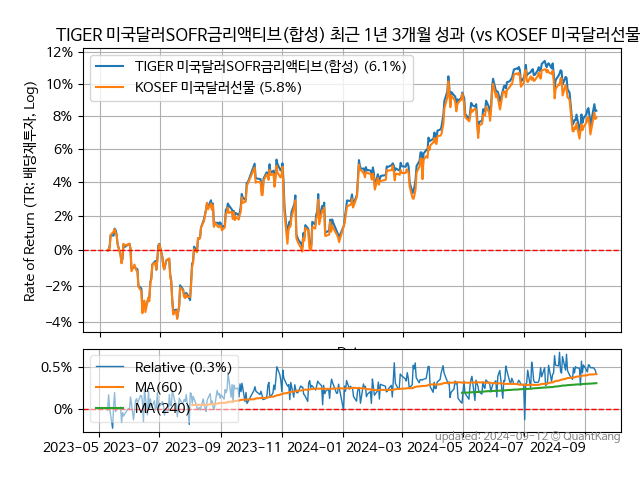 TIGER 미국달러SOFR금리액티브(합성) 최근 1년 3개월 성과 (vs KOSEF 미국달러선물
12%
10%
8%
6%
4%
2%
0%
−2%
−4%
Rate of Return (TR: 배당재투자, Log)
TIGER 미국달러SOFR금리액티브(합성) (6.1%)
KOSEF 미국달러선물 (5.8%)
0.5%
0%
Relative (0.3%)
MA(60)
MA(240)
2023-05 2023-07 2023-09 2023-11 2024-01 2024-03 2024-05 2024-07 2024-09
updated: 2024-09-12 © QuantKang